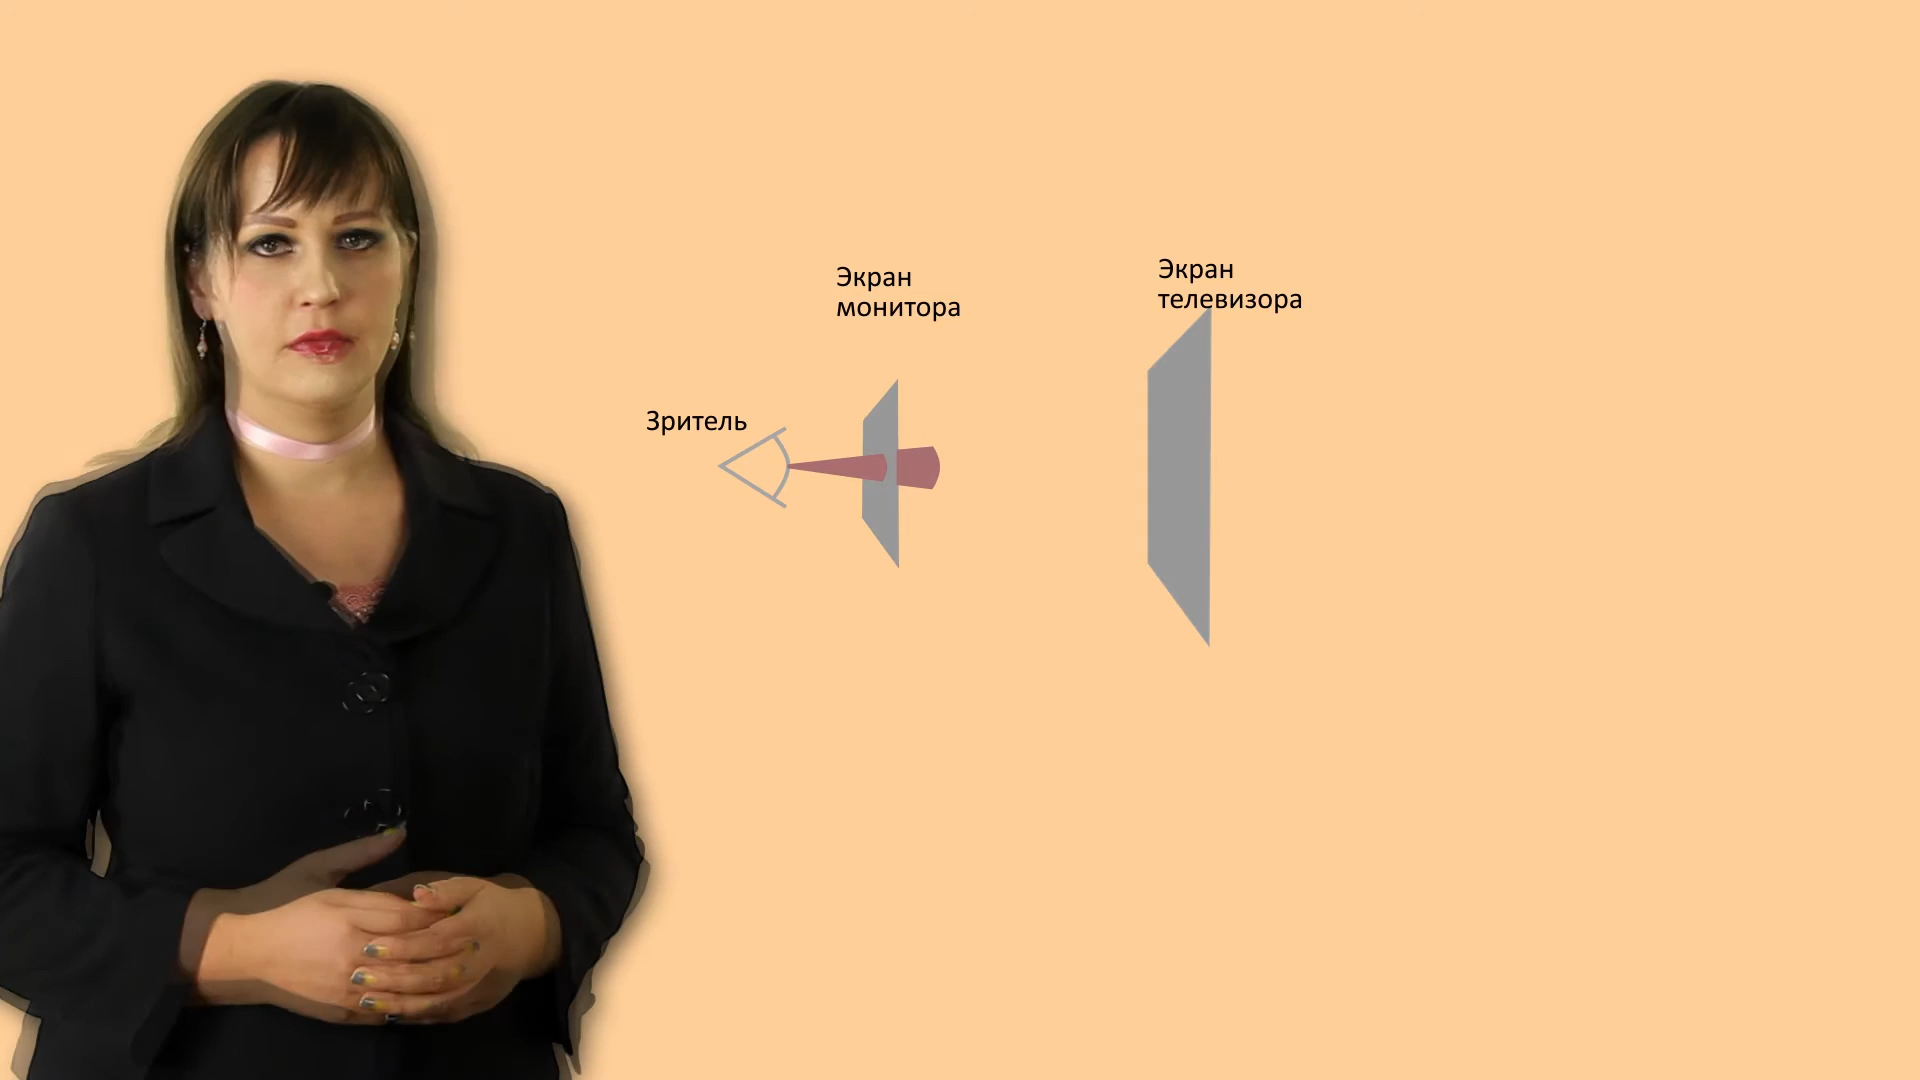 Экран
монитора
Экран
телевизора
Зритель